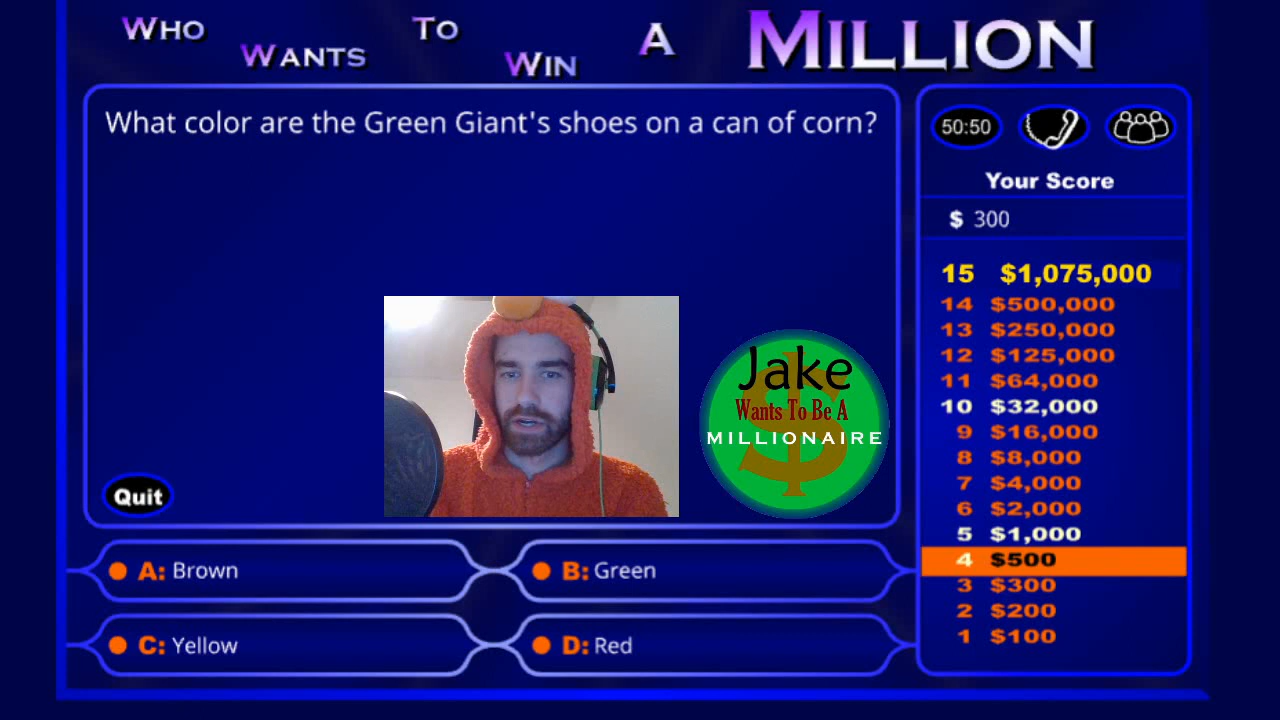 WHO WANTS TO WIN A MILLION
What color are the Green Giant's shoes on a can of corn?
50:50
Your Score
$ 300
15 $1,075,000
14 $500,000
13 $250,000
12 $125,000
11 $64,000
10 $32,000
9 $16,000
8 $8,000
7 $4,000
6 $2,000
5 $1,000
4 $500
3 $300
2 $200
1 $100
Jake
Wants To Be A
MILLIONAIRE
Quit
A: Brown
B: Green
C: Yellow
D: Red